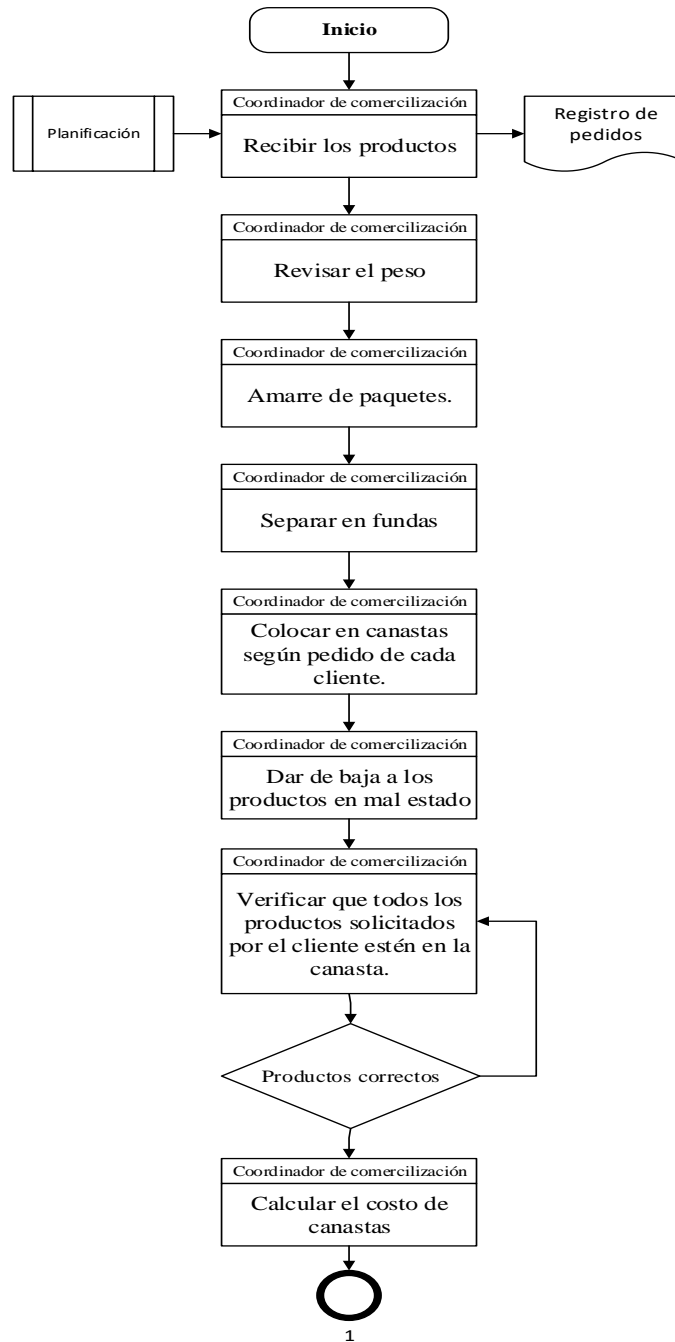 Inicio
Coordinador de comercilización
Planificación
Recibir los productos
Registro de
pedidos
Coordinador de comercilización
Revisar el peso
Coordinador de comercilización
Amarre de paquetes.
Coordinador de comercilización
Separar en fundas
Coordinador de comercilización
Colocar en canastas
según pedido de cada
cliente.
Coordinador de comercilización
Dar de baja a los
productos en mal estado
Coordinador de comercilización
Verificar que todos los
productos solicitados
por el cliente estén en la
canasta.
Productos correctos
Coordinador de comercilización
Calcular el costo de
canastas
1